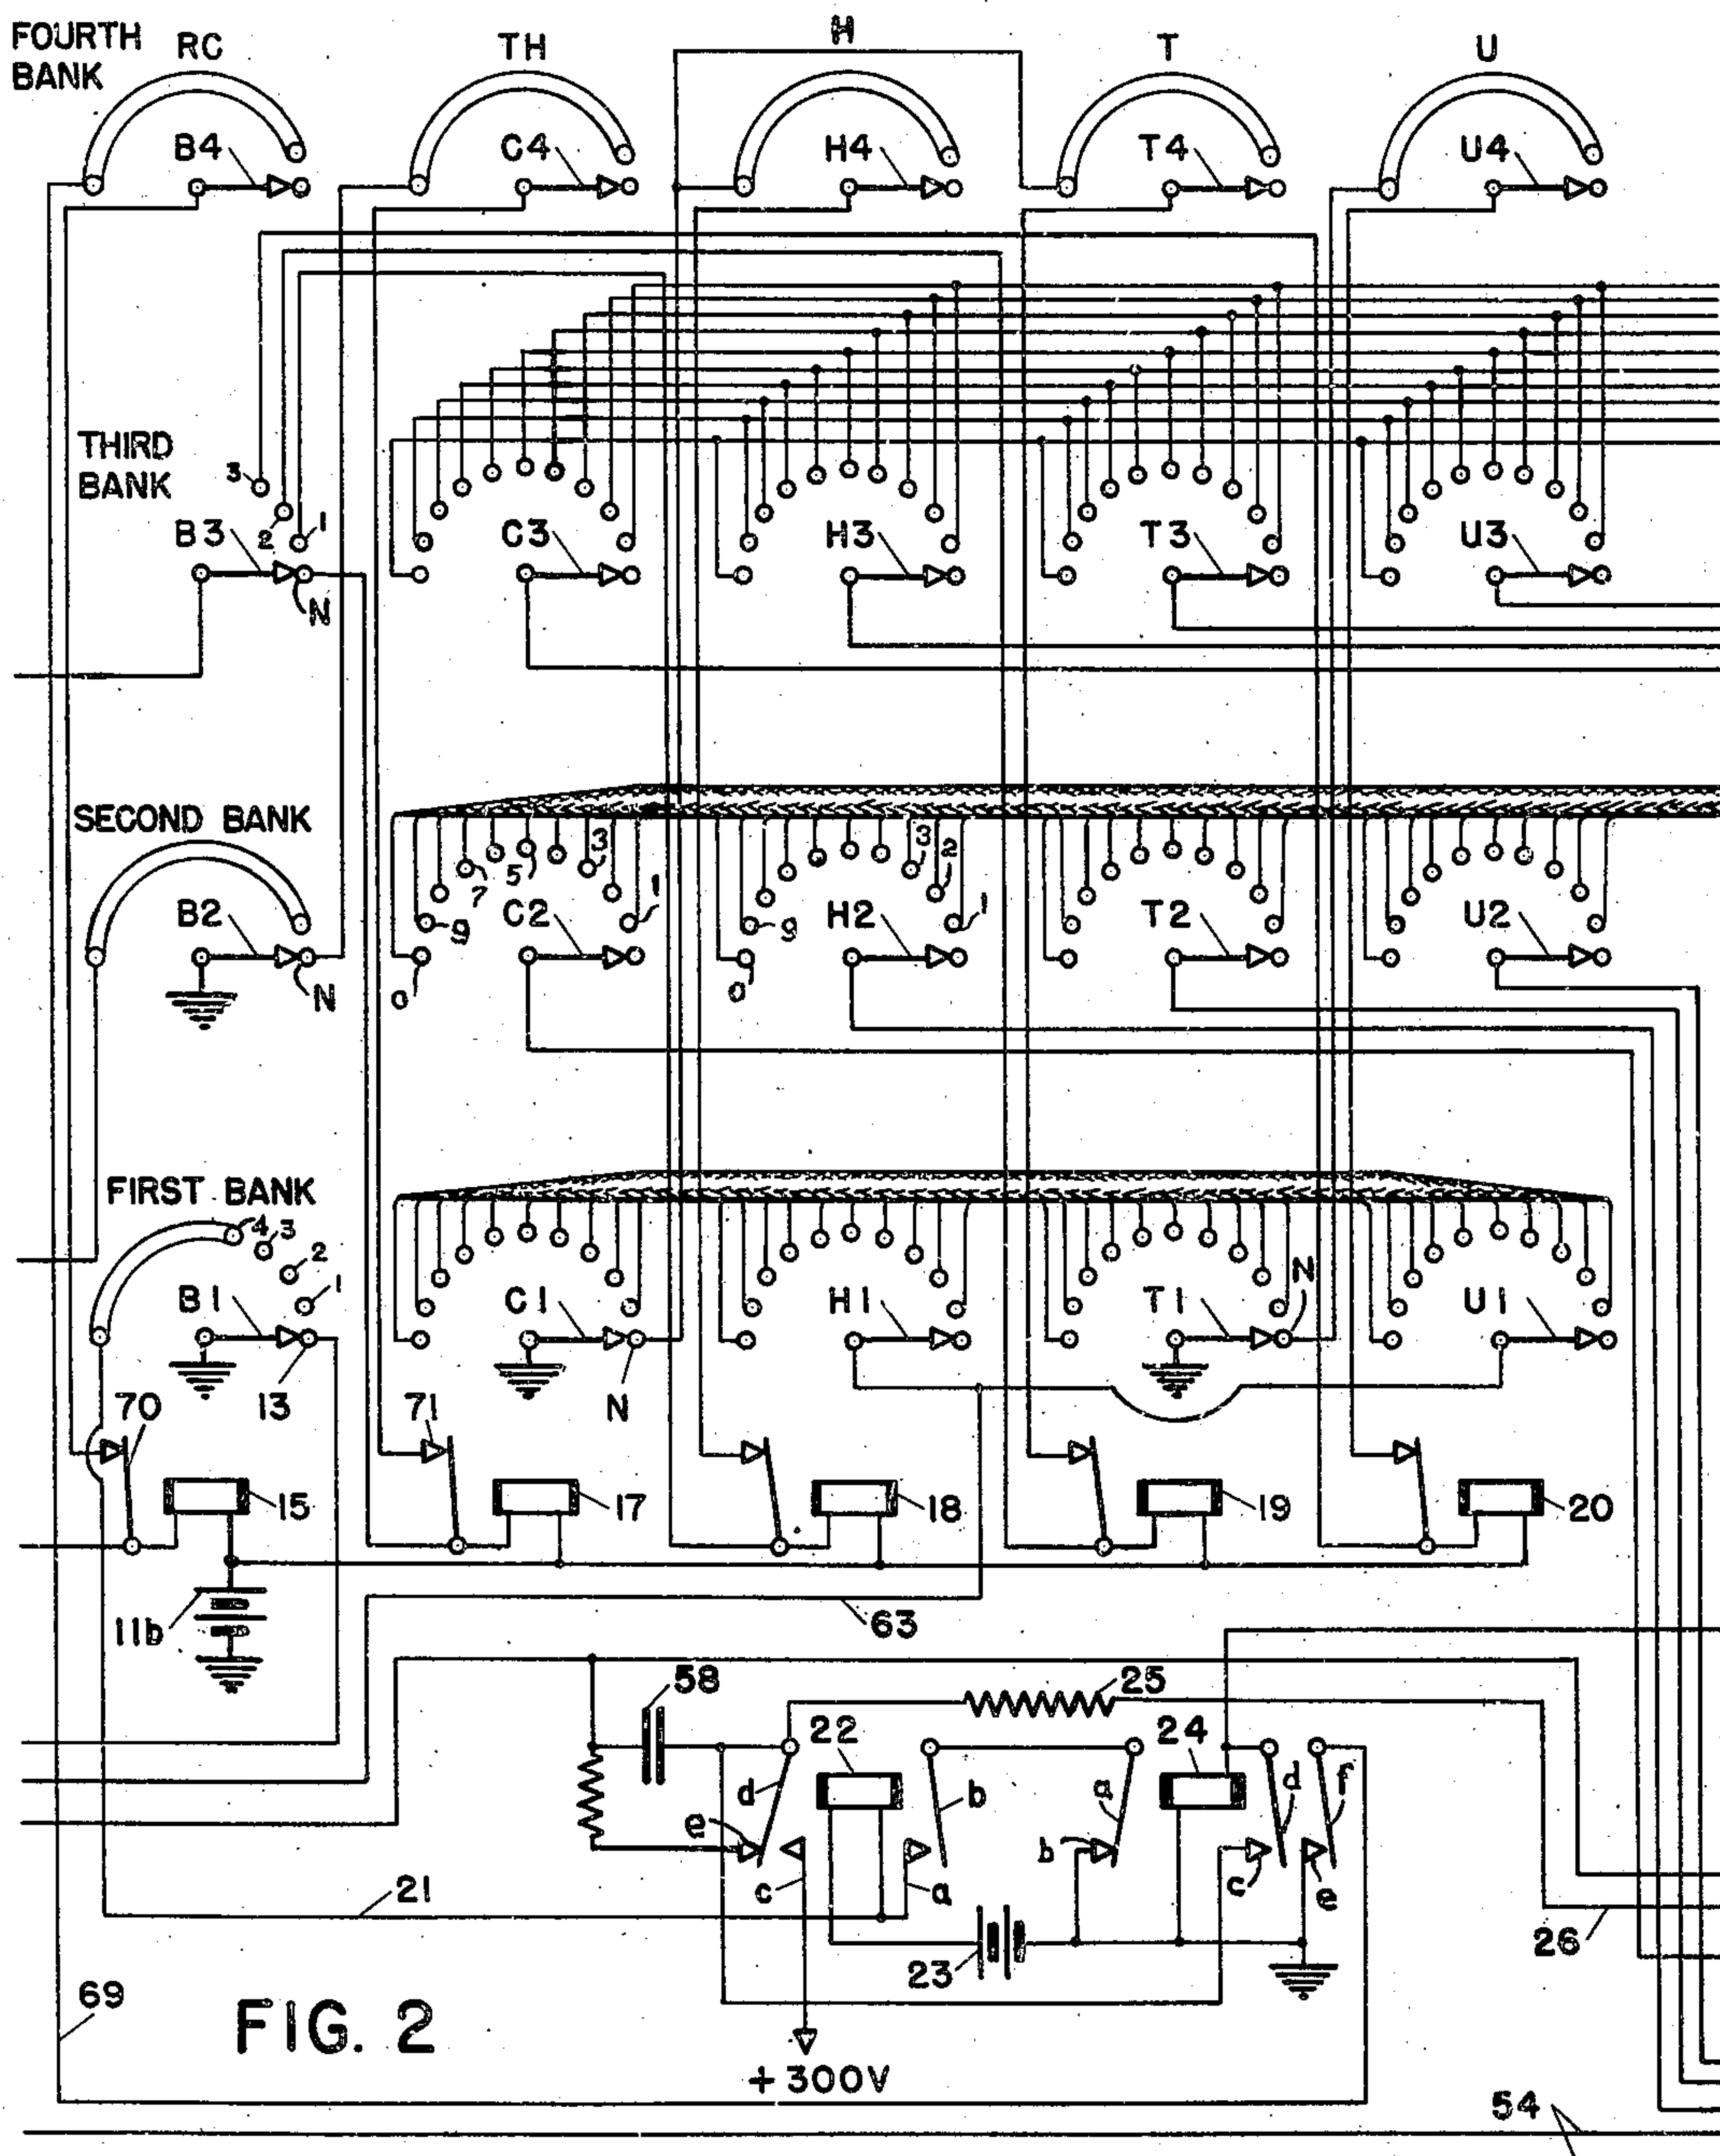 FOURTH
BANK
RC
TH
H
T
U
B4
C4
H4
T4
U4
THIRD
BANK
3
2
1
B3
C3
H3
T3
U3
N
SECOND BANK
7
5
3
1
3
2
1
9
9
B2
C2
H2
T2
U2
N
0
0
FIRST BANK
4
3
2
1
N
B1
C1
H1
T1
U1
70
13
71
N
15
17
18
19
20
11b
63
58
25
22
24
d
b
a
d
f
e
b
c
a
c
e
21
23
26
69
FIG. 2
+300V
54